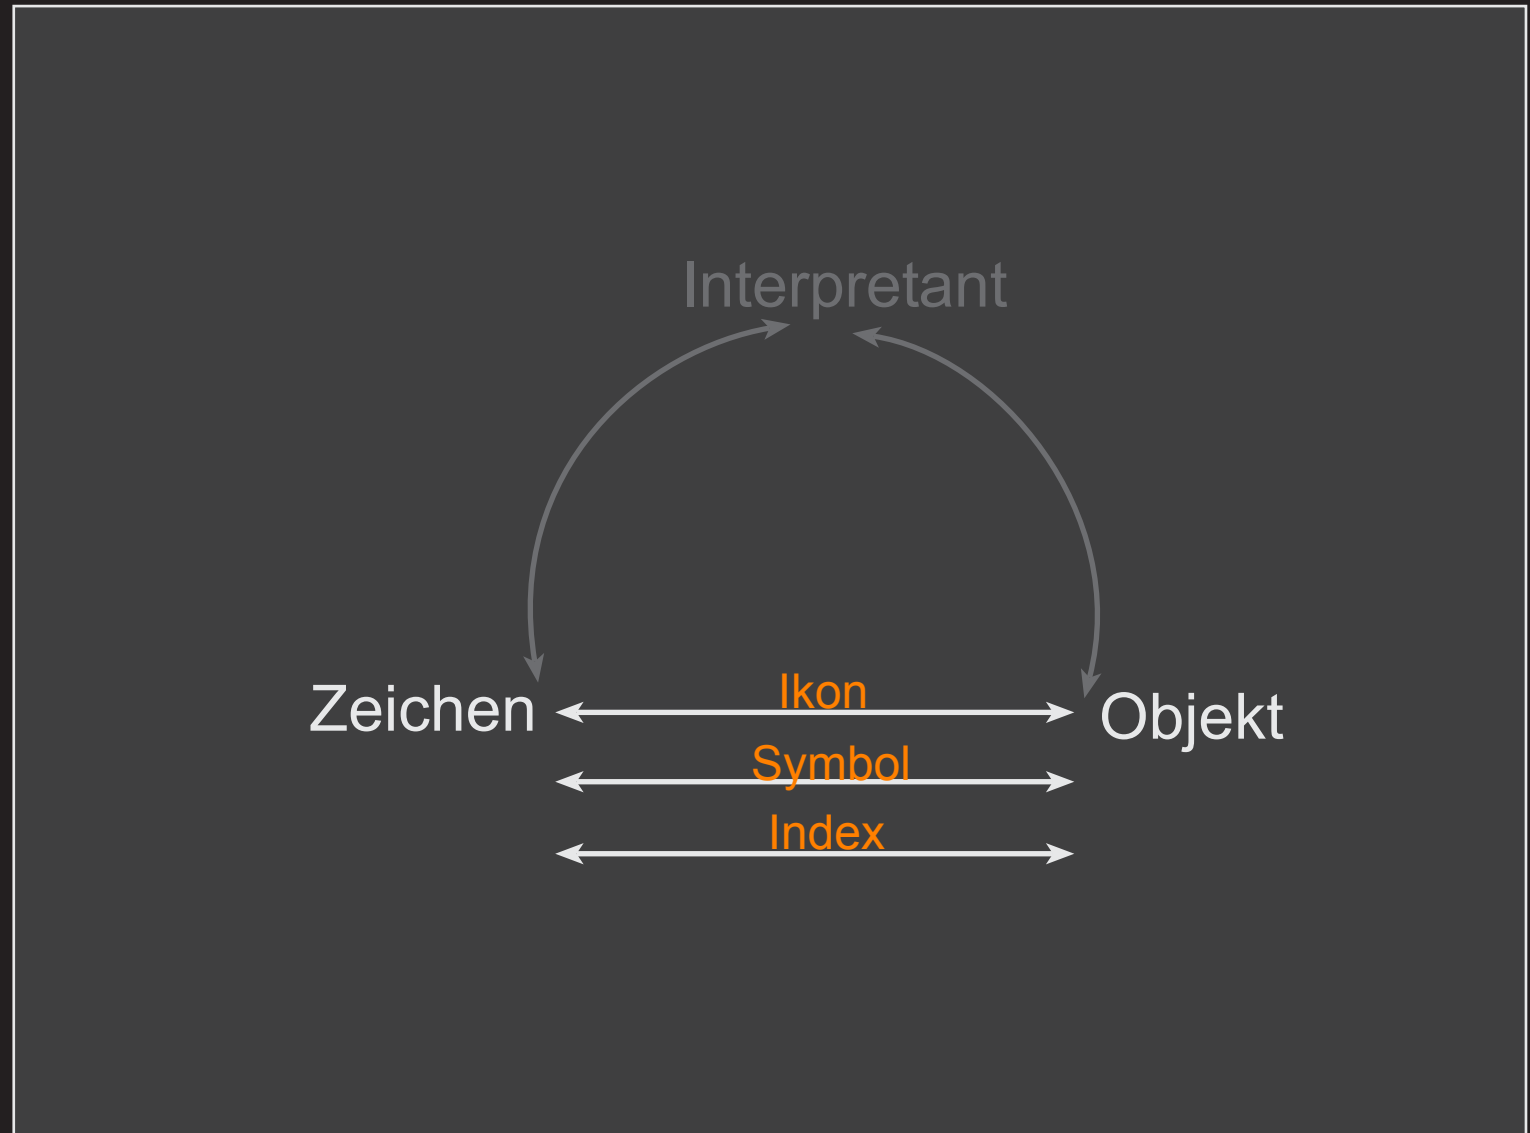 Interpretant
Zeichen
Ikon
Objekt
Symbol
Index